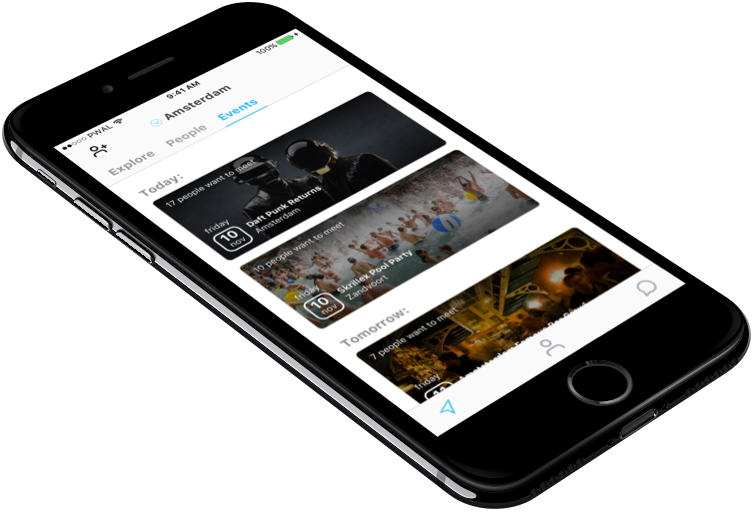 ●●○○○ PWAL 9:41 AM 100%
Amsterdam
Explore People Events
Today:
17 people want to meet
friday
10
nov
Daft Punk Returns
Amsterdam
10 people want to meet
friday
10
nov
Skrillex Pool Party
Zandvoort
Tomorrow:
7 people want to meet
friday